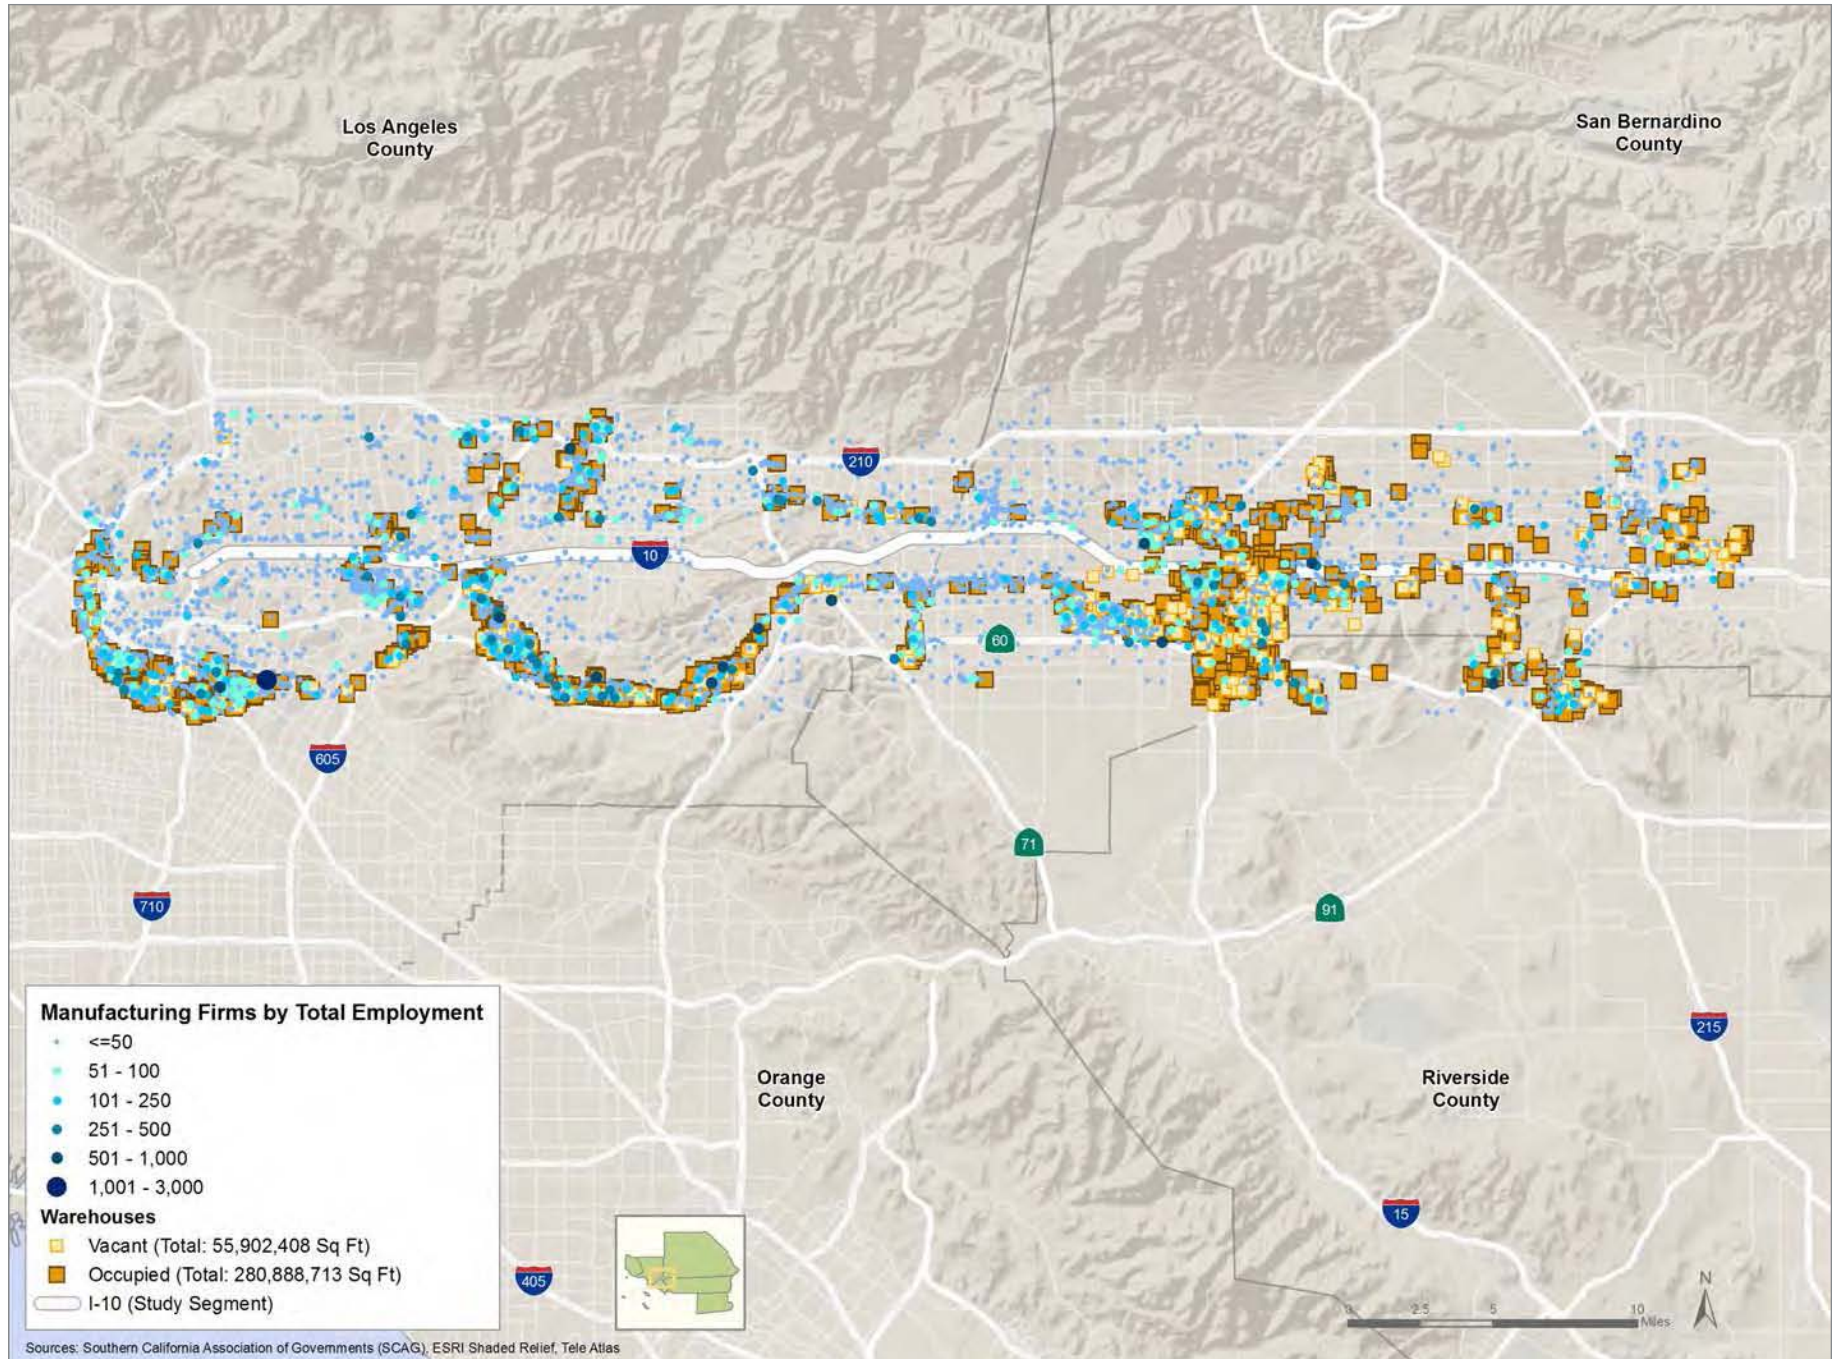 Los Angeles
County
San Bernardino
County
210
10
60
605
71
710
91
215
Orange
County
Riverside
County
15
405
Manufacturing Firms by Total Employment
<=50
51 - 100
101 - 250
251 - 500
501 - 1,000
1,001 - 3,000
Warehouses
Vacant (Total: 55,902,408 Sq Ft)
Occupied (Total: 280,888,713 Sq Ft)
I-10 (Study Segment)
N
0 2.5 5 10
Miles
Sources: Southern California Association of Governments (SCAG), ESRI Shaded Relief, Tele Atlas